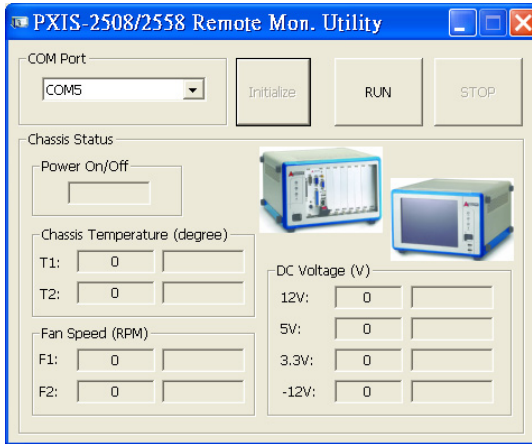 PXIS-2508/2558 Remote Mon. Utility
COM Port
COM5
Initialize
RUN
STOP
Chassis Status
Power On/Off
Chassis Temperature (degree)
T1: 0
T2: 0
Fan Speed (RPM)
F1: 0
F2: 0
DC Voltage (V)
12V: 0
5V: 0
3.3V: 0
-12V: 0